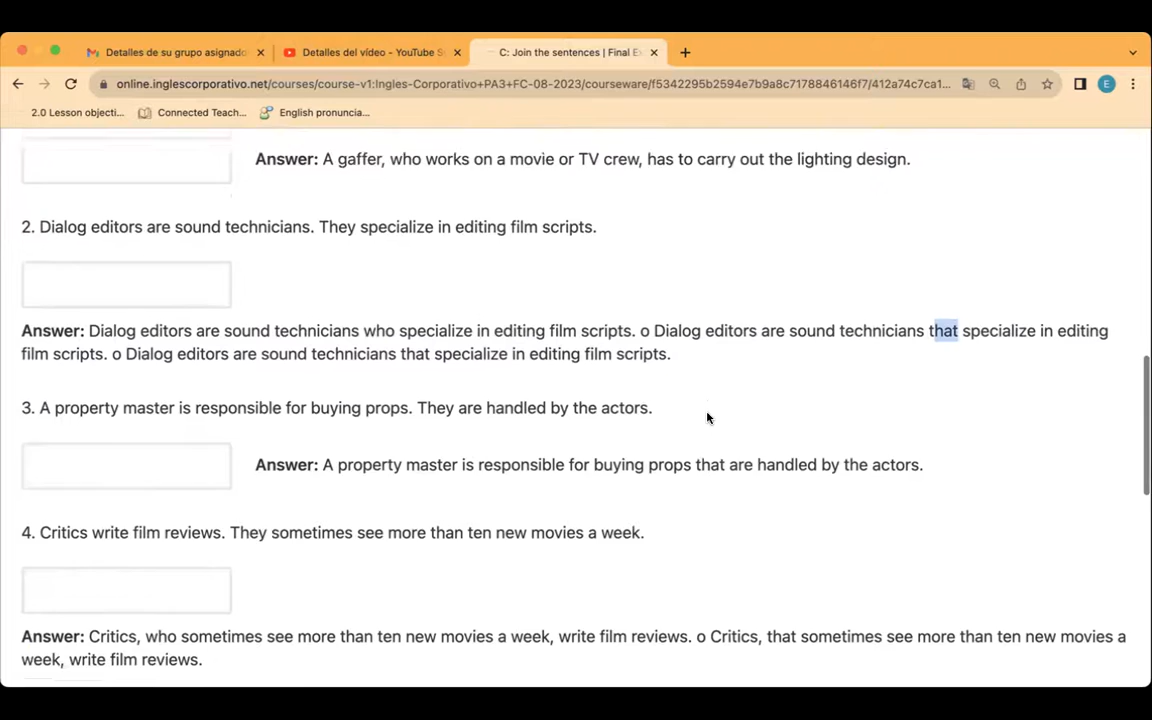 Detalles de su grupo asignado
Detalles del vídeo - YouTube S
C: Join the sentences | Final E
online.inglescorporativo.net/courses/course-v1:Ingles-Corporativo+PA3+FC-08-2023/courseware/f5342295b2594e7b9a8c7178846146f7/412a74c7ca1...
E
2.0 Lesson objecti...
Connected Teach...
English pronuncia...
Answer: A gaffer, who works on a movie or TV crew, has to carry out the lighting design.
2. Dialog editors are sound technicians. They specialize in editing film scripts.
Answer: Dialog editors are sound technicians who specialize in editing film scripts. o Dialog editors are sound technicians that specialize in editing
film scripts. o Dialog editors are sound technicians that specialize in editing film scripts.
3. A property master is responsible for buying props. They are handled by the actors.
Answer: A property master is responsible for buying props that are handled by the actors.
4. Critics write film reviews. They sometimes see more than ten new movies a week.
Answer: Critics, who sometimes see more than ten new movies a week, write film reviews. o Critics, that sometimes see more than ten new movies a
week, write film reviews.